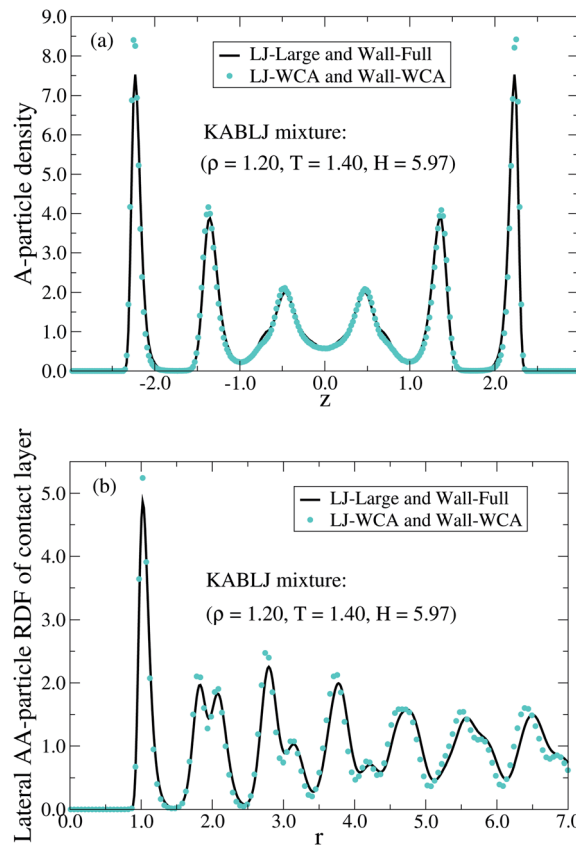 (a)
LJ-Large and Wall-Full
LJ-WCA and Wall-WCA
KABLJ mixture:
(ρ = 1.20, T = 1.40, H = 5.97)
A-particle density
9.0
8.0
7.0
6.0
5.0
4.0
3.0
2.0
1.0
0.0
-2.0 -1.0 0.0 1.0 2.0
z
(b)
LJ-Large and Wall-Full
LJ-WCA and Wall-WCA
KABLJ mixture:
(ρ = 1.20, T = 1.40, H = 5.97)
Lateral AA-particle RDF of contact layer
5.0
4.0
3.0
2.0
1.0
0.0
0.0 1.0 2.0 3.0 4.0 5.0 6.0 7.0
r